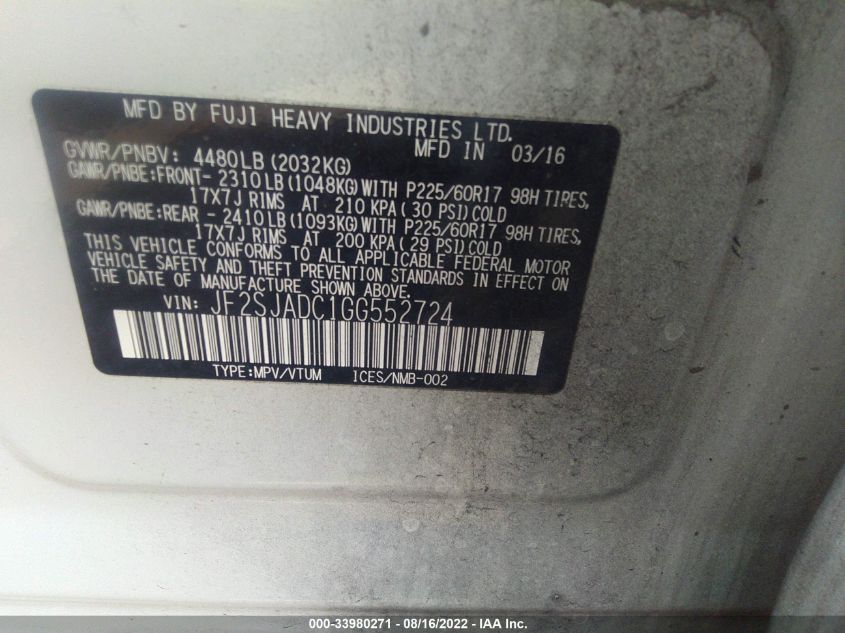 MFD BY FUJI HEAVY INDUSTRIES LTD.
MFD IN 03/16
GVWR/PNBV: 4480LB(2032KG)
GAWR/PNBE:FRONT- 2310LB(1048KG)WITH P225/60R17 98H TIRES,
17X7J RIMS AT 210 KPA( 30 PSI)COLD
GAWR/PNBE:REAR - 2410LB(1093KG)WITH P225/60R17 98H TIRES,
17X7J RIMS AT 200 KPA( 29 PSI)COLD
THIS VEHICLE CONFORMS TO ALL APPLICABLE FEDERAL MOTOR
VEHICLE SAFETY AND THEFT PREVENTION STANDARDS IN EFFECT ON
THE DATE OF MANUFACTURE SHOWN ABOVE.
VIN: JF2SJADC1GG552724
TYPE:MPV/VTUM ICES/NMB-002
000-33980271 - 08/16/2022 - IAA Inc.